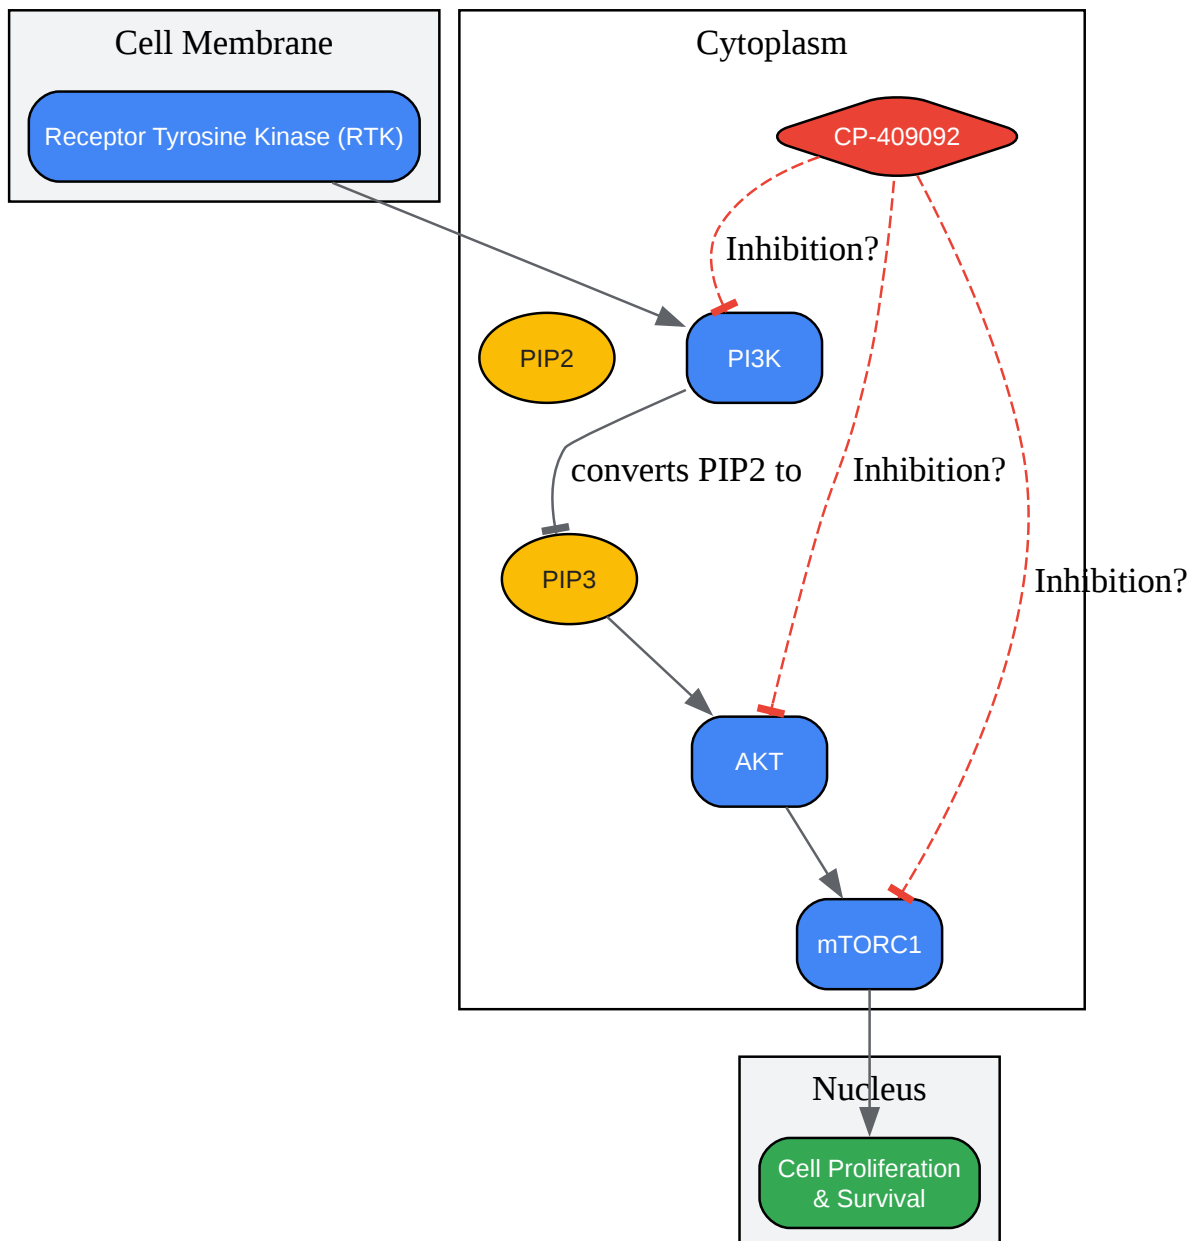 Cell Membrane
Receptor Tyrosine Kinase (RTK)
Cytoplasm
CP-409092
Inhibition?
PIP2
PI3K
converts PIP2 to
Inhibition?
PIP3
Inhibition?
AKT
mTORC1
Nucleus
Cell Proliferation
& Survival